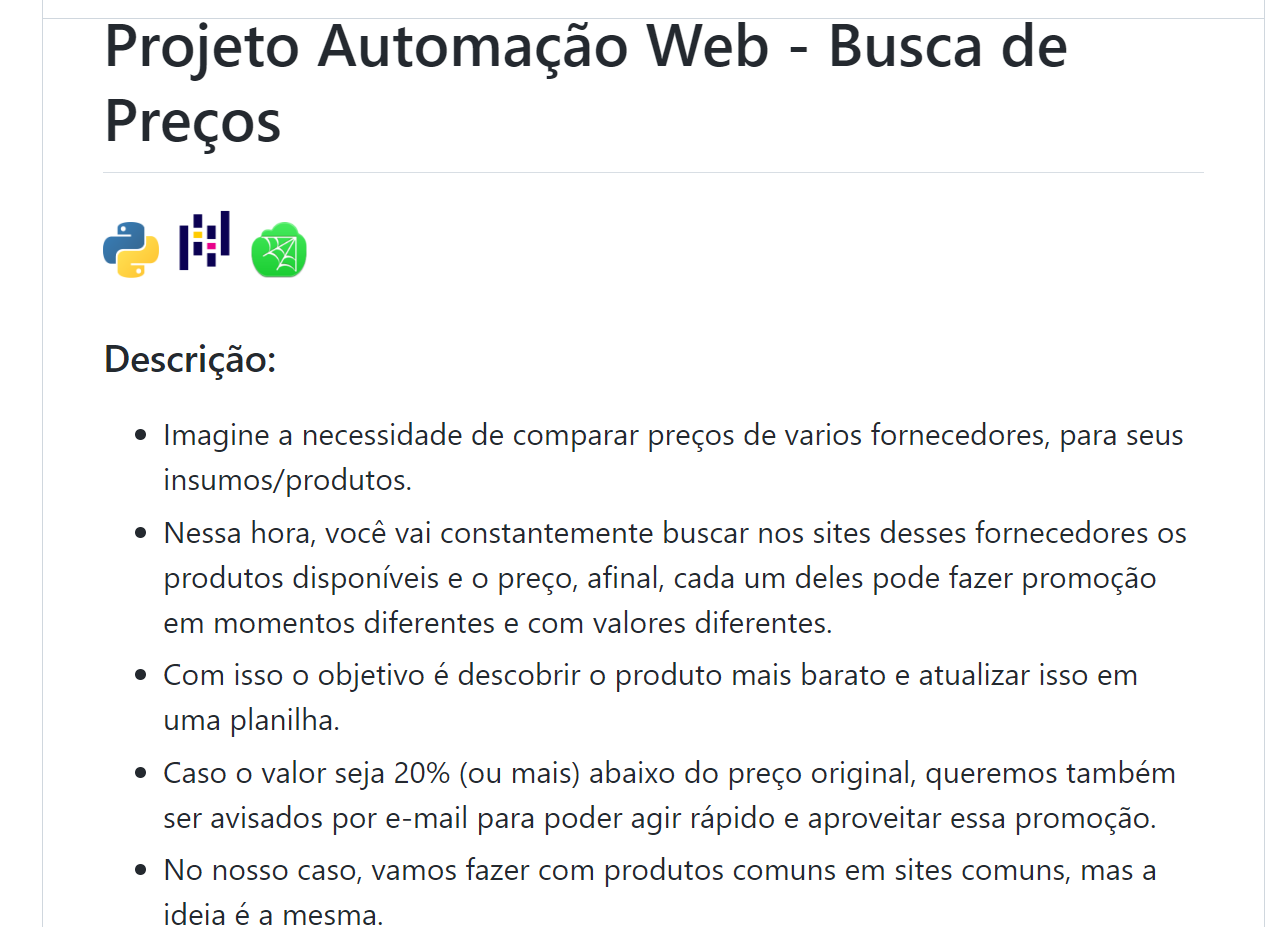 Projeto Automação Web - Busca de
Preços
Descrição:
Imagine a necessidade de comparar preços de varios fornecedores, para seus
insumos/produtos.
Nessa hora, você vai constantemente buscar nos sites desses fornecedores os
produtos disponíveis e o preço, afinal, cada um deles pode fazer promoção
em momentos diferentes e com valores diferentes.
Com isso o objetivo é descobrir o produto mais barato e atualizar isso em
uma planilha.
Caso o valor seja 20% (ou mais) abaixo do preço original, queremos também
ser avisados por e-mail para poder agir rápido e aproveitar essa promoção.
No nosso caso, vamos fazer com produtos comuns em sites comuns, mas a
ideia é a mesma.